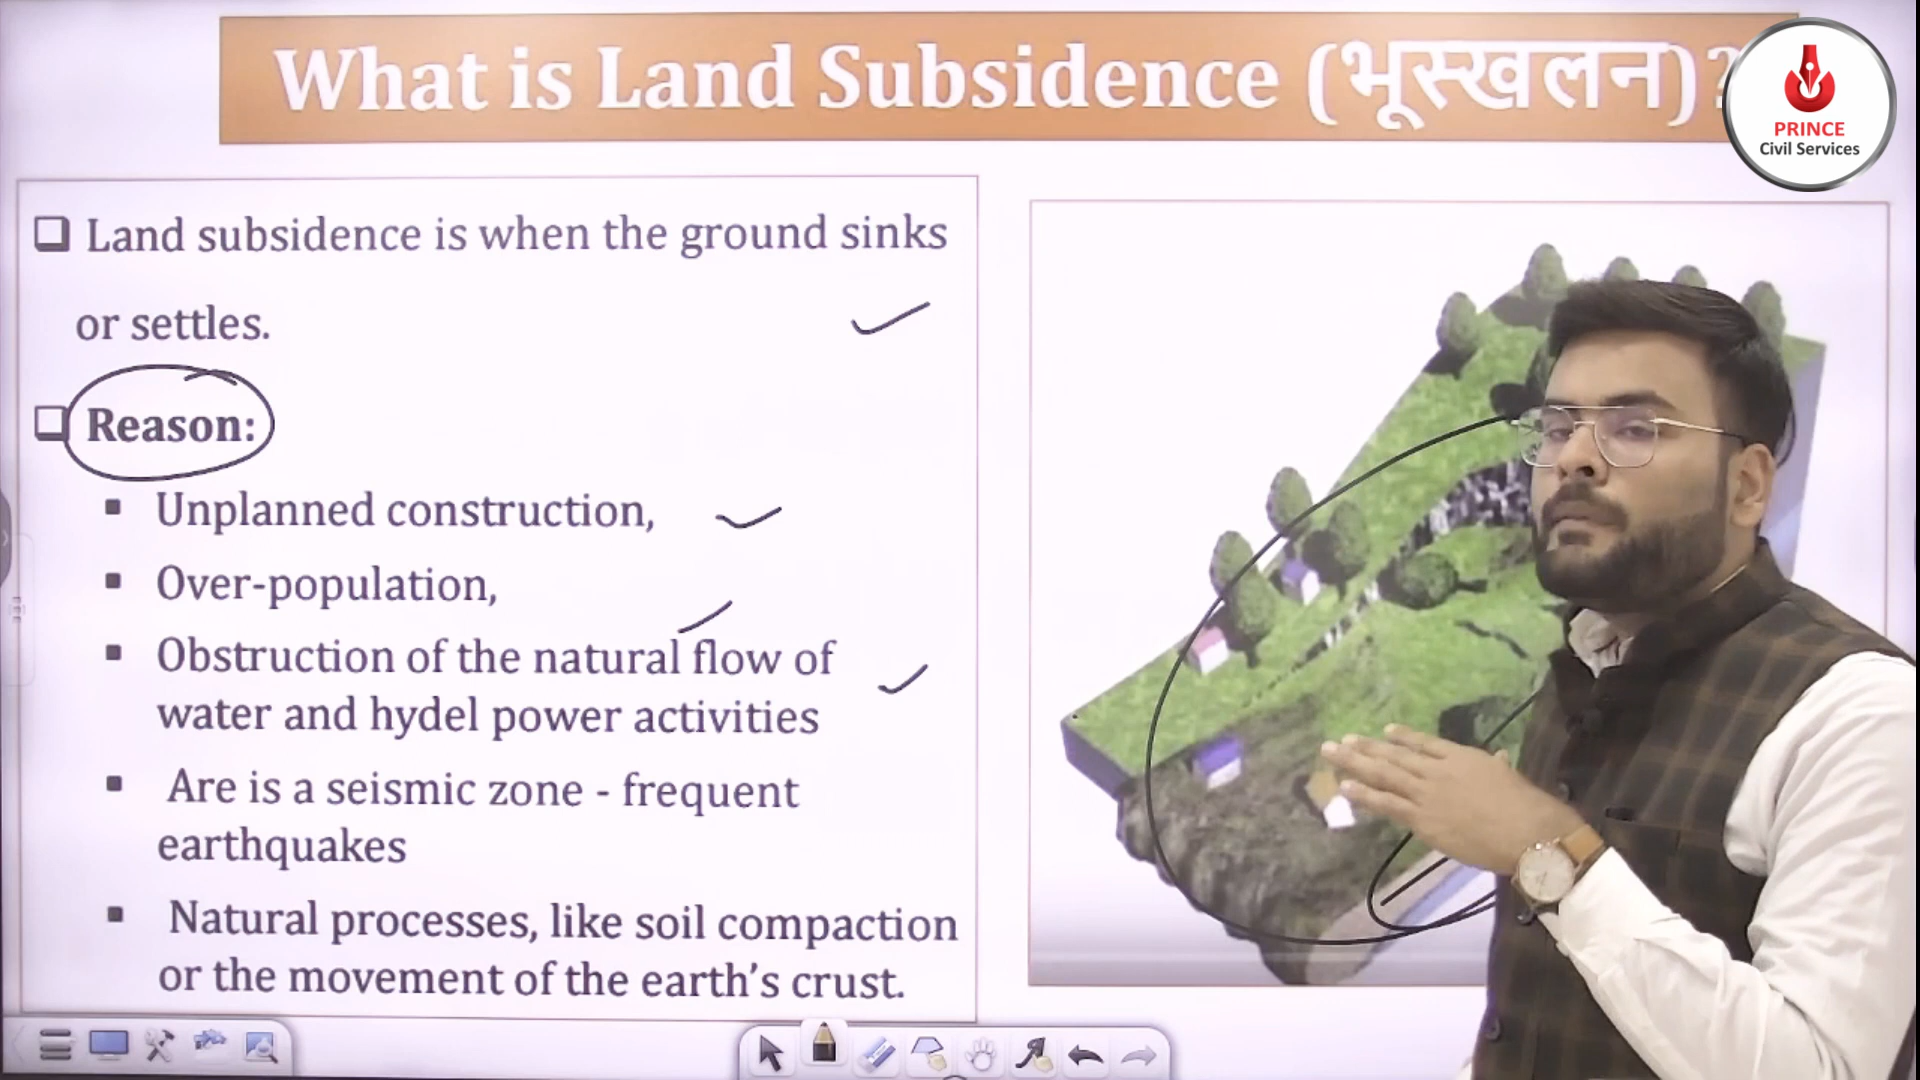 What is Land Subsidence (भूस्खलन)?
PRINCE
Civil Services
Land subsidence is when the ground sinks
or settles.
Reason:
Unplanned construction,
Over-population,
Obstruction of the natural flow of
water and hydel power activities
Are is a seismic zone - frequent
earthquakes
Natural processes, like soil compaction
or the movement of the earth's crust.